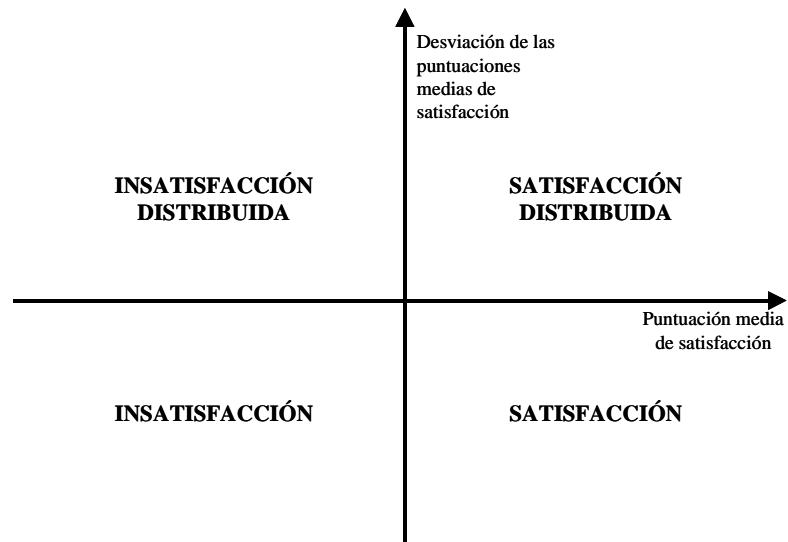 Desviación de las
puntuaciones
medias de
satisfacción
INSATISFACCIÓN
DISTRIBUIDA
SATISFACCIÓN
DISTRIBUIDA
Puntuación media
de satisfacción
INSATISFACCIÓN
SATISFACCIÓN